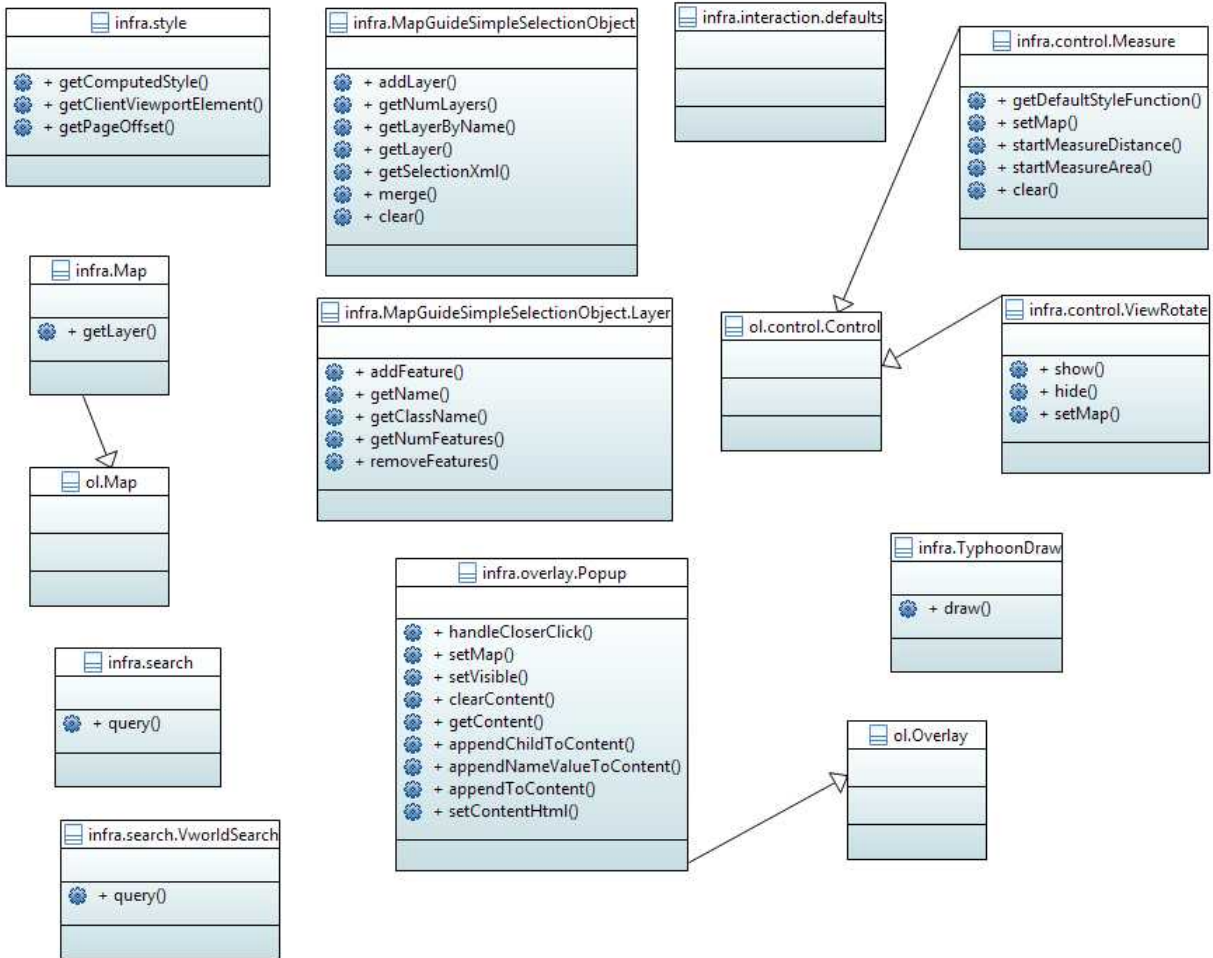 infra.style
+ getComputedStyle()
+ getClientViewportElement()
+ getPageOffset()
infra.MapGuideSimpleSelectionObject
+ addLayer()
+ getNumLayers()
+ getLayerByName()
+ getLayer()
+ getSelectionXml()
+ merge()
+ clear()
infra.interaction.defaults
infra.control.Measure
+ getDefaultStyleFunction()
+ setMap()
+ startMeasureDistance()
+ startMeasureArea()
+ clear()
infra.Map
+ getLayer()
infra.MapGuideSimpleSelectionObject.Layer
+ addFeature()
+ getName()
+ getClassName()
+ getNumFeatures()
+ removeFeatures()
ol.control.Control
infra.control.ViewRotate
+ show()
+ hide()
+ setMap()
ol.Map
infra.overlay.Popup
+ handleCloserClick()
+ setMap()
+ setVisible()
+ clearContent()
+ getContent()
+ appendChildToContent()
+ appendNameValueToContent()
+ appendToContent()
+ setContentHtml()
infra.TyphoonDraw
+ draw()
infra.search
+ query()
ol.Overlay
infra.search.VworldSearch
+ query()